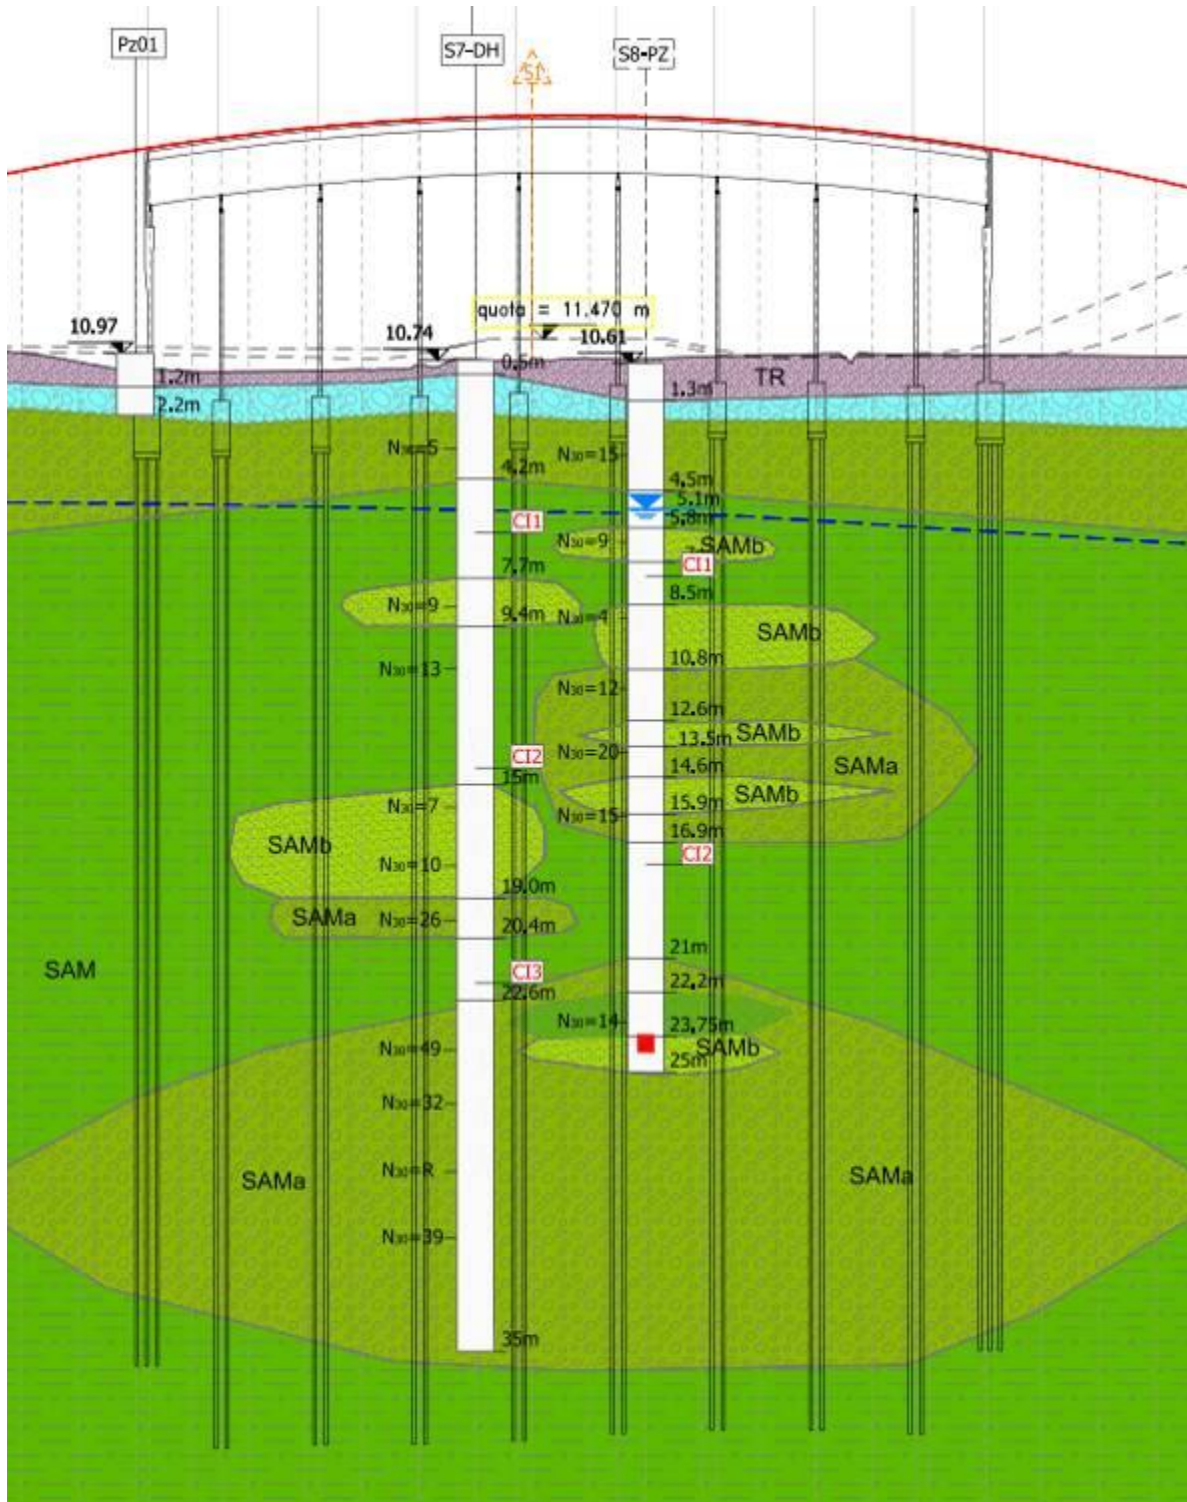 Pz01
S7-DH
S1
S8-PZ
quota = 11.470 m
10.97
10.74
10.61
0.5m
1.2m
TR
1.3m
2.2m
N30=5
N30=15
4.2m
4.5m
5.1m
CI1
5.8m
N30=9
SAMb
CI1
7.7m
8.5m
N30=9
9.4m
N30=4
SAMb
10.8m
N30=13
N30=12
12.6m
SAMb
13.5m
N30=20
CI2
14.6m
SAMa
15m
SAMb
N30=7
15.9m
N30=15
16.9m
SAMb
CI2
N30=10
19.0m
SAMa
N30=26
20.4m
21m
SAM
CI3
22.2m
22.6m
N30=14
23.75m
N30=49
SAMb
25m
N30=32
SAMa
N30=R
SAMa
N30=39
35m